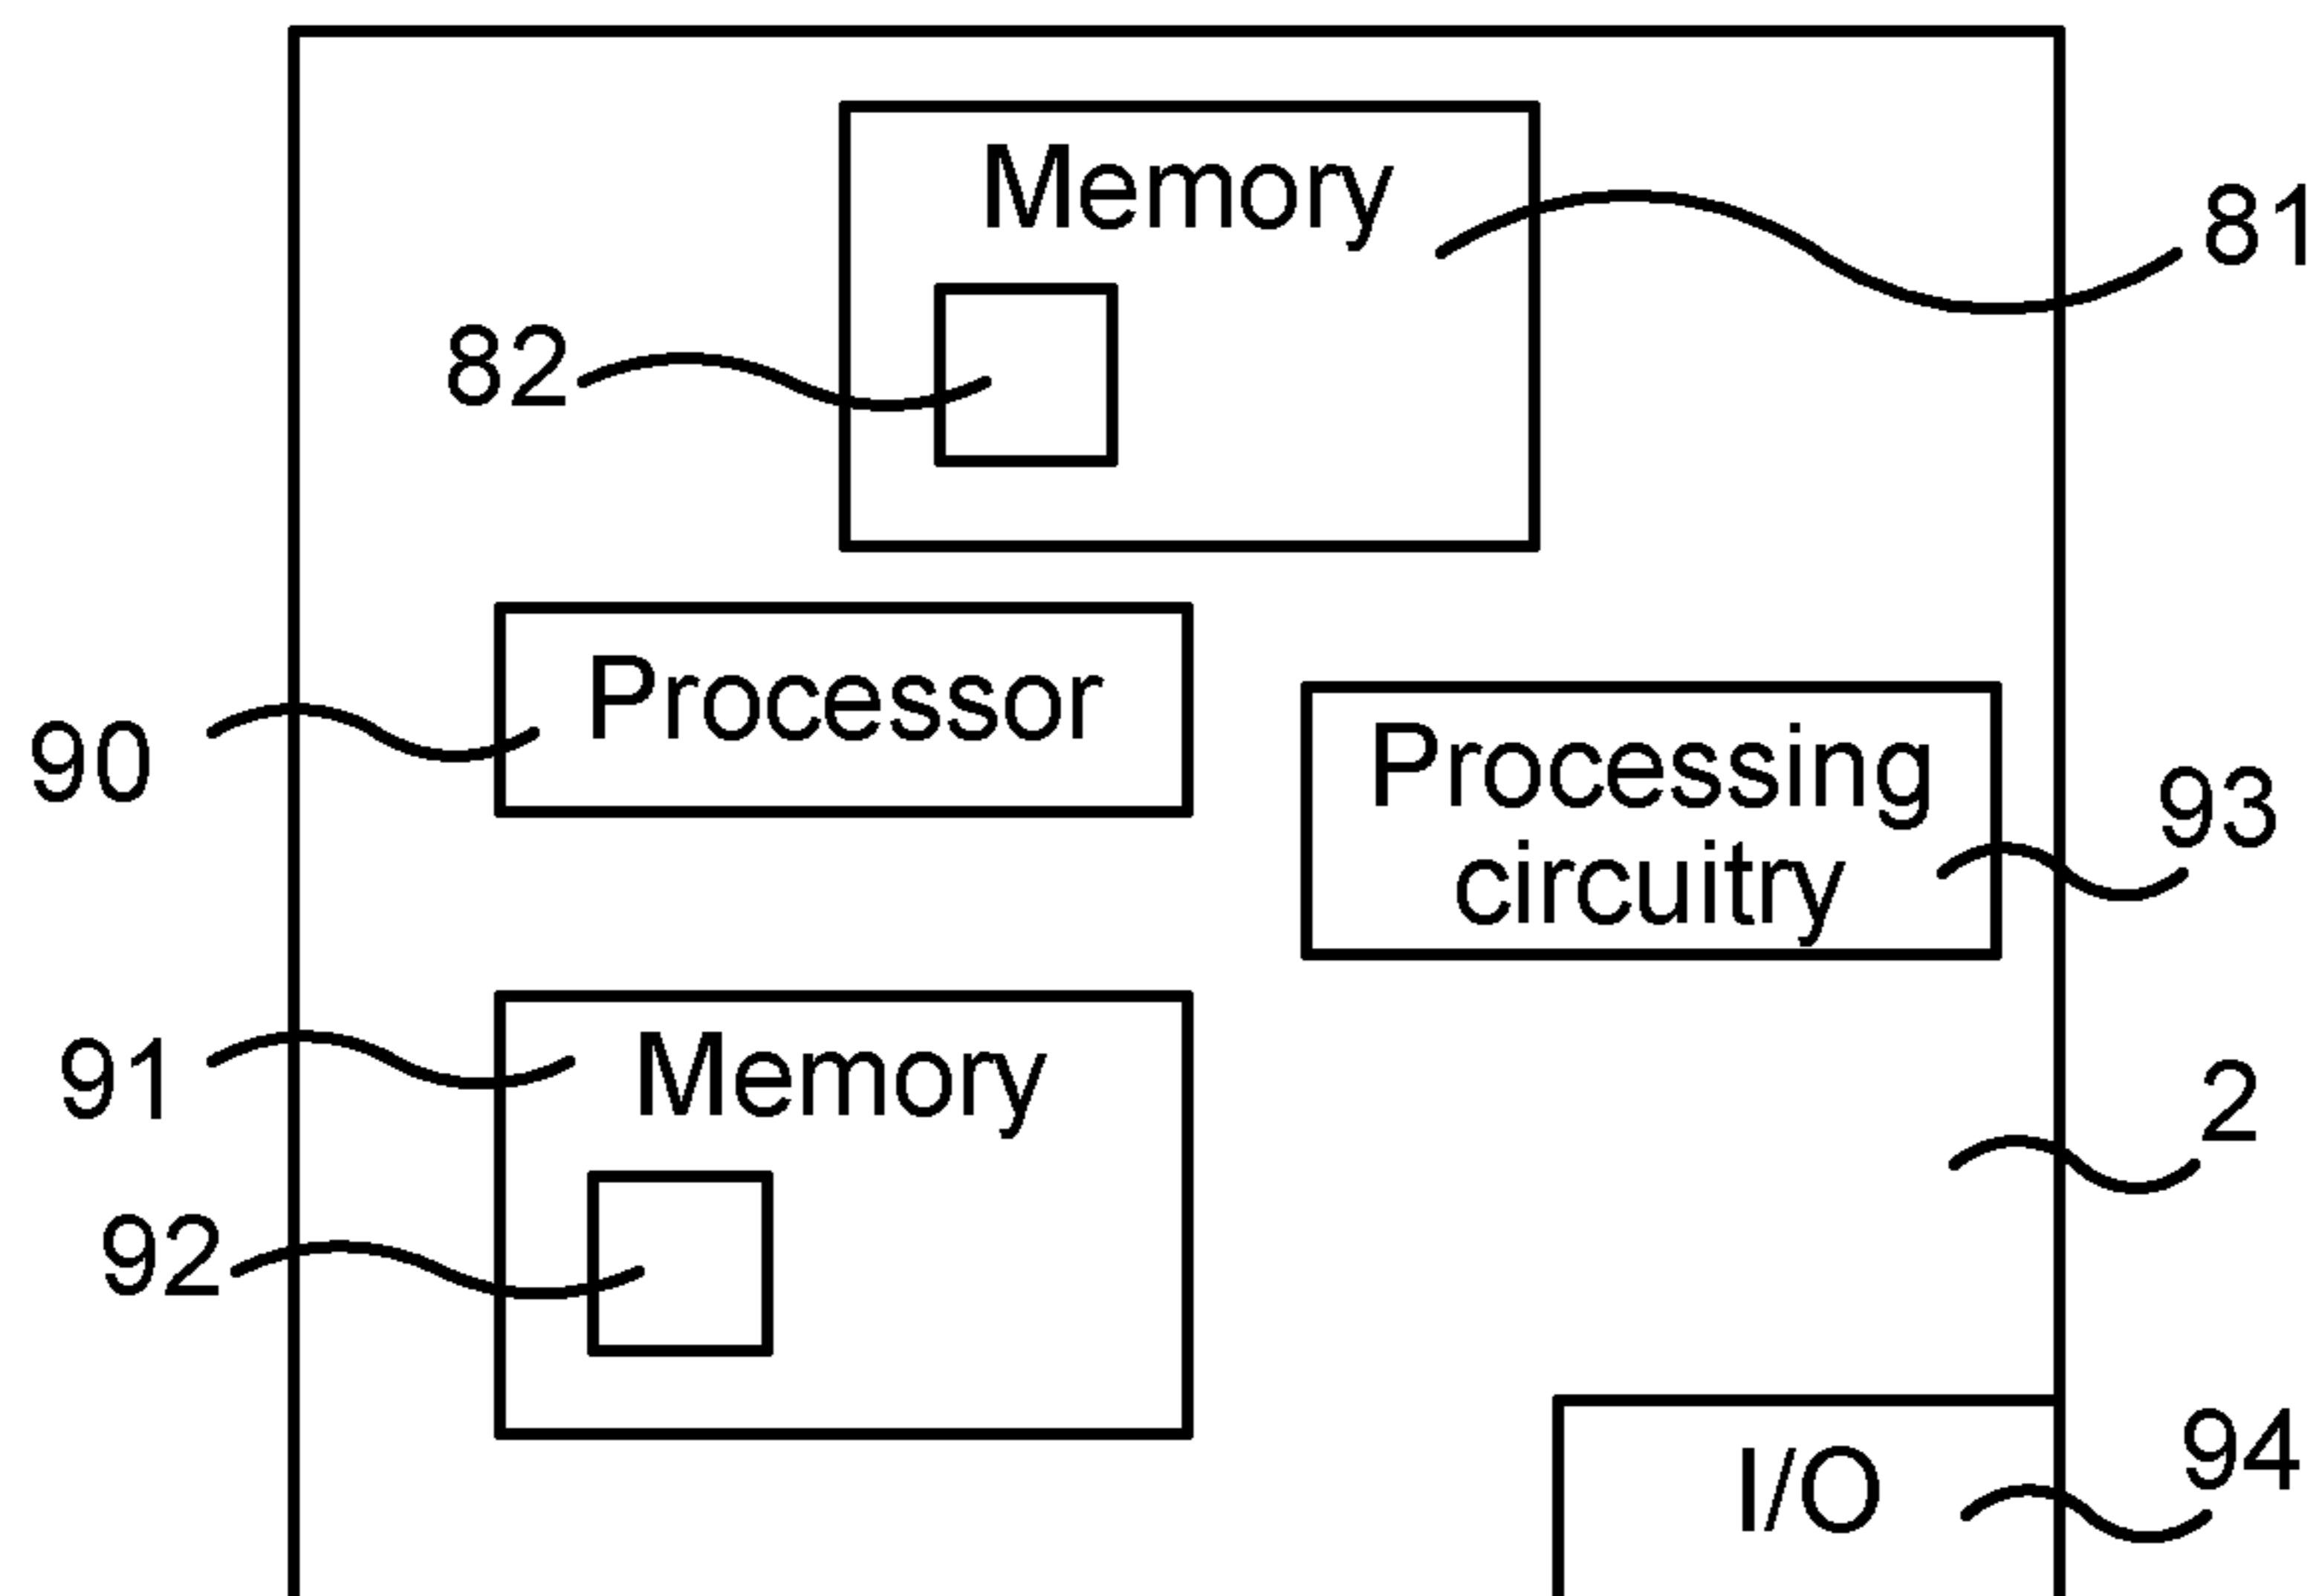 Memory
81
82
Processor
90
Processing
circuitry
93
91
Memory
2
92
94
I/O